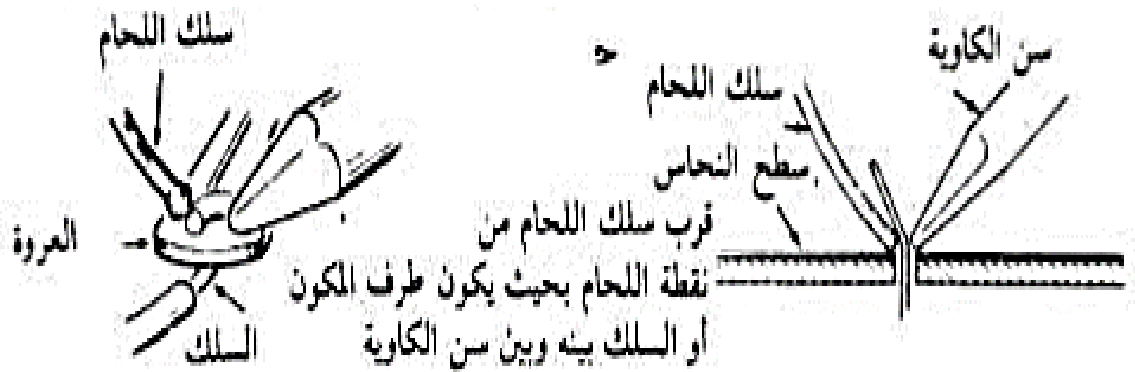 سن الكاوية
سلك اللحام
سطح النحاس
قرب سلك اللحام من
نقطة اللحام بحيث يكون طرف المكون
أو السلك بينه وبين سن الكاوية
سلك اللحام
العروة
السلك